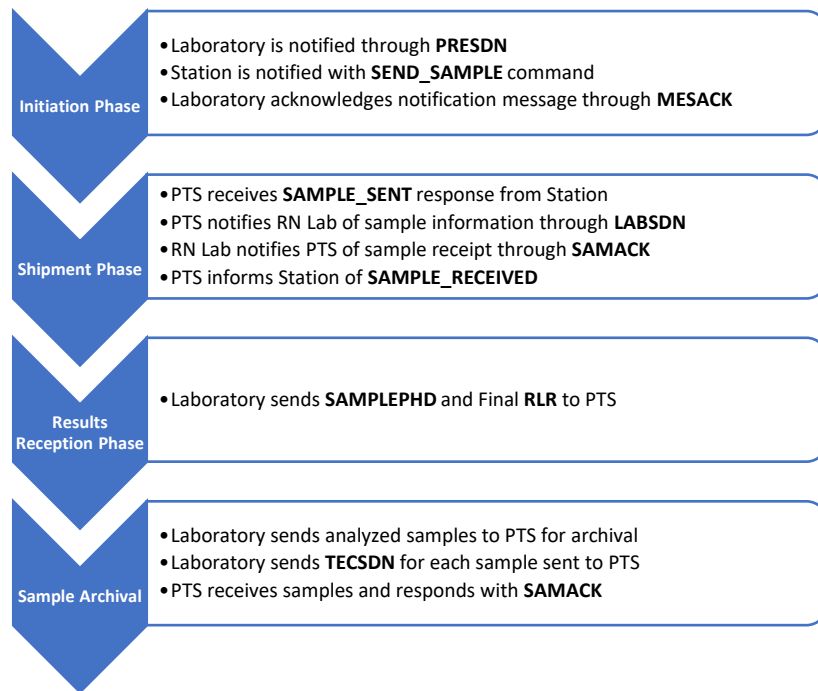 Initiation Phase
•Laboratory is notified through PRESDN
•Station is notified with SEND_SAMPLE command
•Laboratory acknowledges notification message through MESACK
Shipment Phase
•PTS receives SAMPLE_SENT response from Station
•PTS notifies RN Lab of sample information through LABSDN
•RN Lab notifies PTS of sample receipt through SAMACK
•PTS informs Station of SAMPLE_RECEIVED
Results
Reception Phase
•Laboratory sends SAMPLEPHD and Final RLR to PTS
Sample Archival
•Laboratory sends analyzed samples to PTS for archival
•Laboratory sends TECSDN for each sample sent to PTS
•PTS receives samples and responds with SAMACK